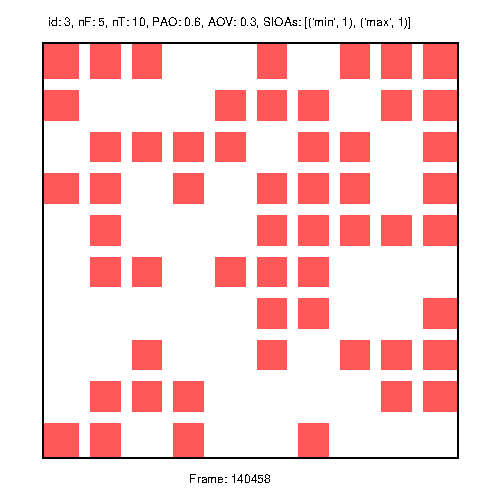 id: 3, nF: 5, nT: 10, PAO: 0.6, AOV: 0.3, SIOAs: [('min', 1), ('max', 1)]
Frame: 140458